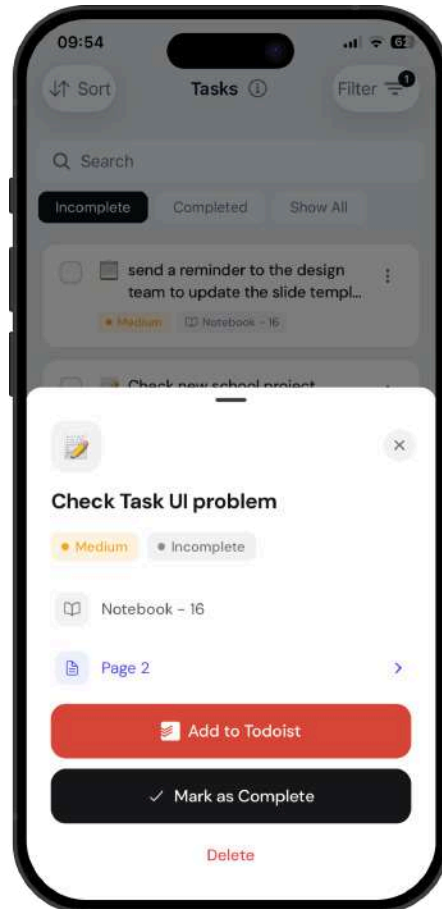 09:54
Sort
Tasks
Filter
1
Search
Incomplete
Completed
Show All
send a reminder to the design
team to update the slide templ...
Medium
Notebook - 16
Check new school project
Check Task UI problem
Medium
Incomplete
Notebook - 16
Page 2
Add to Todoist
Mark as Complete
Delete